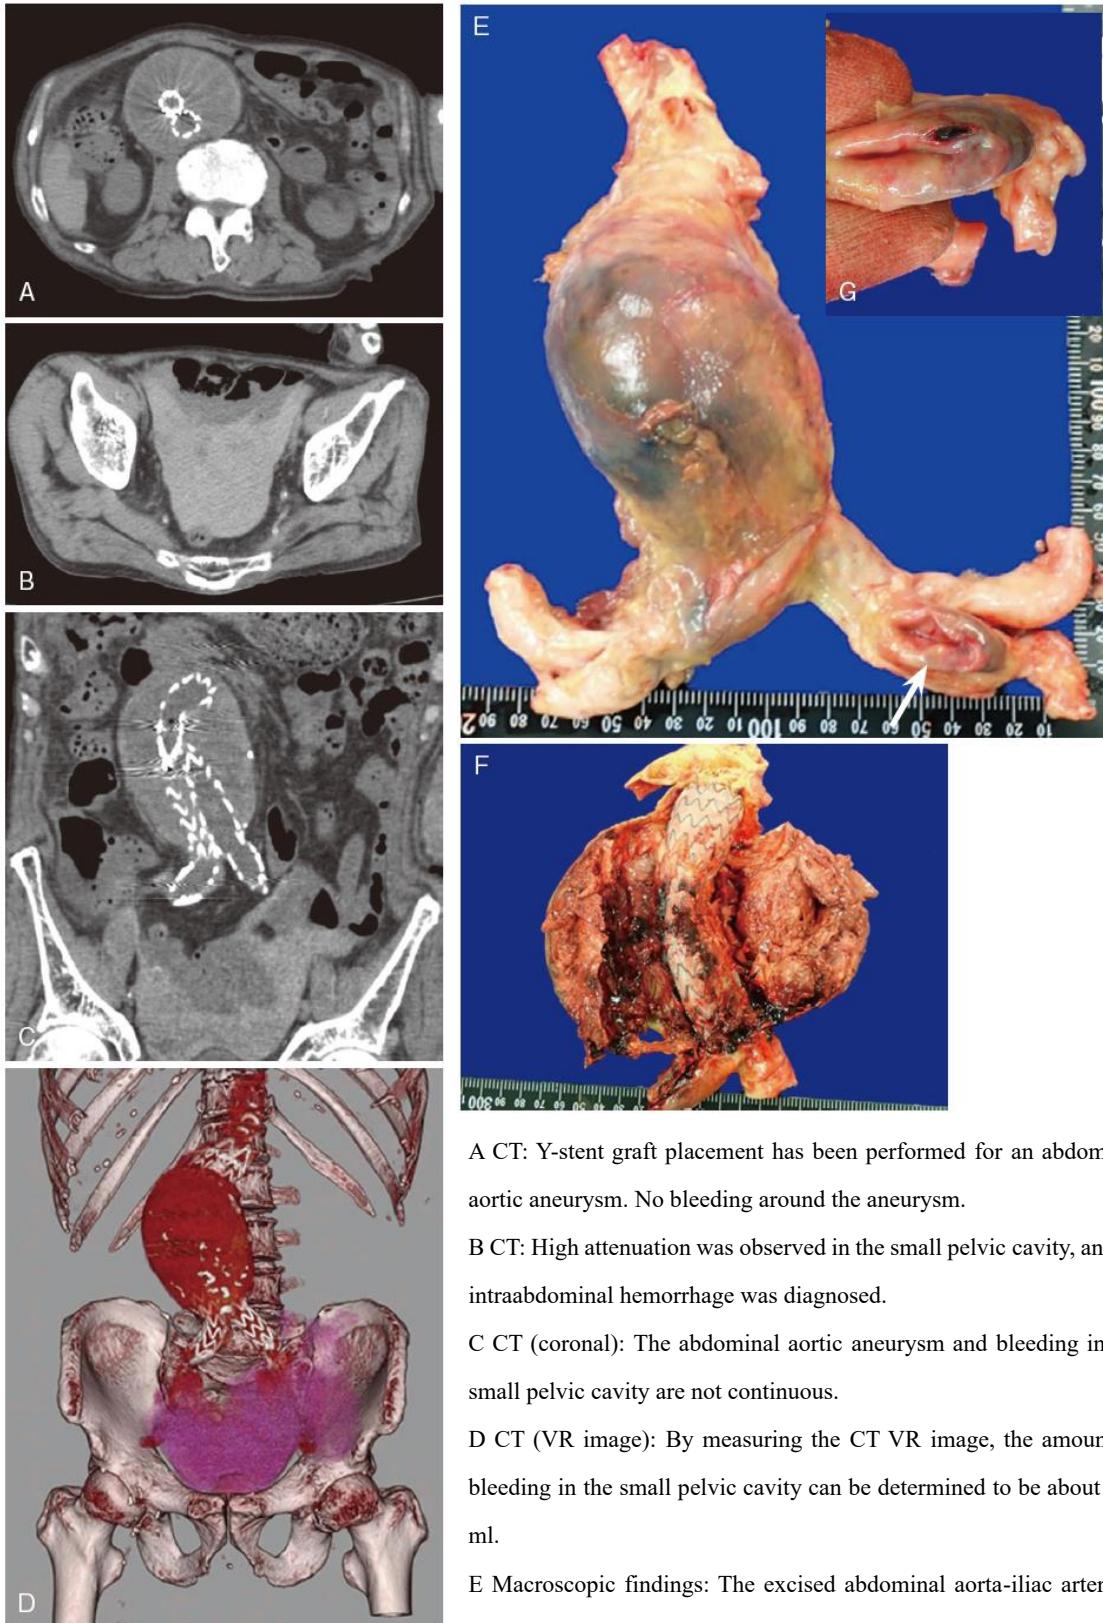 A
B
C
D
E
G
F
A CT: Y-stent graft placement has been performed for an abdom
aortic aneurysm. No bleeding around the aneurysm.
B CT: High attenuation was observed in the small pelvic cavity, an
intraabdominal hemorrhage was diagnosed.
C CT (coronal): The abdominal aortic aneurysm and bleeding in
small pelvic cavity are not continuous.
D CT (VR image): By measuring the CT VR image, the amoun
bleeding in the small pelvic cavity can be determined to be about
ml.
E Macroscopic findings: The excised abdominal aorta-iliac arter